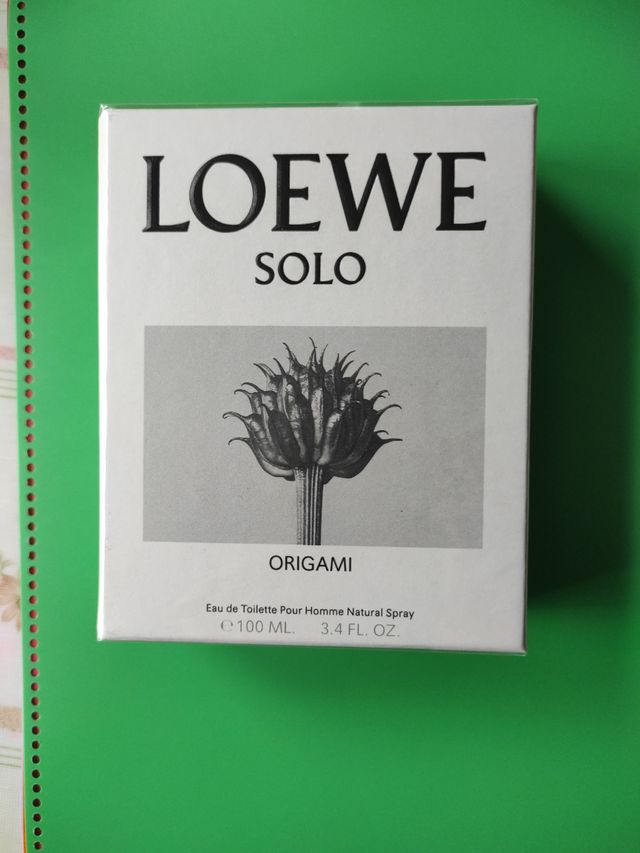 LOEWE
SOLO
ORIGAMI
Eau de Toilette Pour Homme Natural Spray
℮ 100 ML. 3.4 FL. OZ.